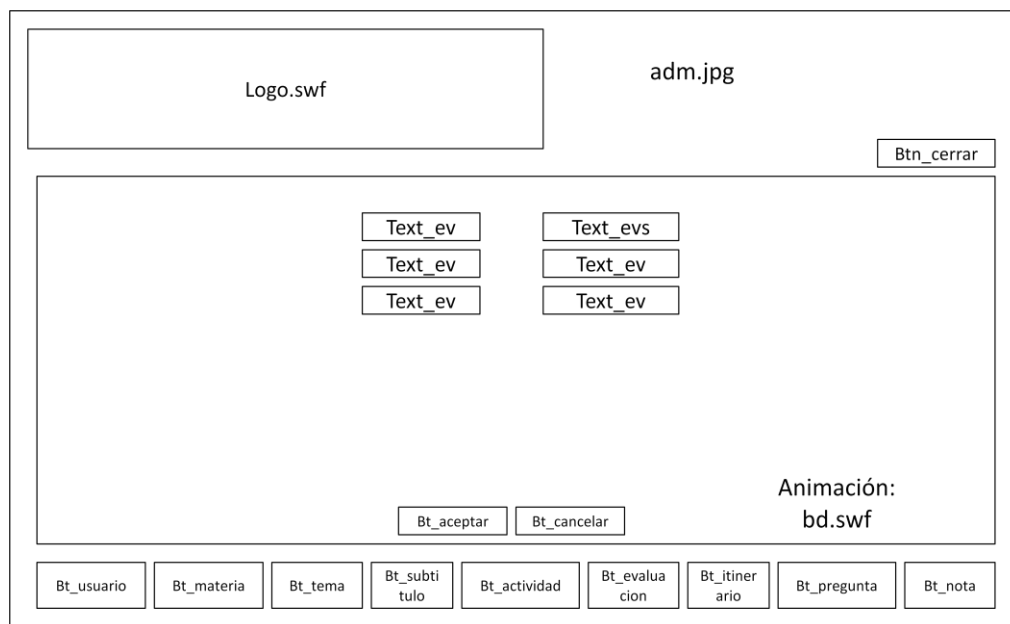 Logo.swf
adm.jpg
Btn_cerrar
Text_ev
Text_evs
Text_ev
Text_ev
Text_ev
Text_ev
Animación:
bd.swf
Bt_aceptar
Bt_cancelar
Bt_usuario
Bt_materia
Bt_tema
Bt_subti
tulo
Bt_actividad
Bt_evalua
cion
Bt_itiner
ario
Bt_pregunta
Bt_nota